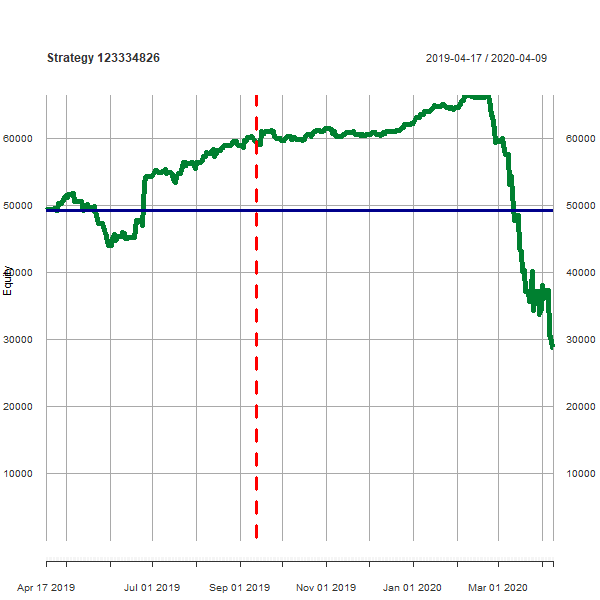 Strategy 123334826
2019-04-17 / 2020-04-09
60000
60000
50000
50000
Equity
40000
40000
30000
30000
20000
20000
10000
10000
Apr 17 2019
Jul 01 2019
Sep 01 2019
Nov 01 2019
Jan 01 2020
Mar 01 2020